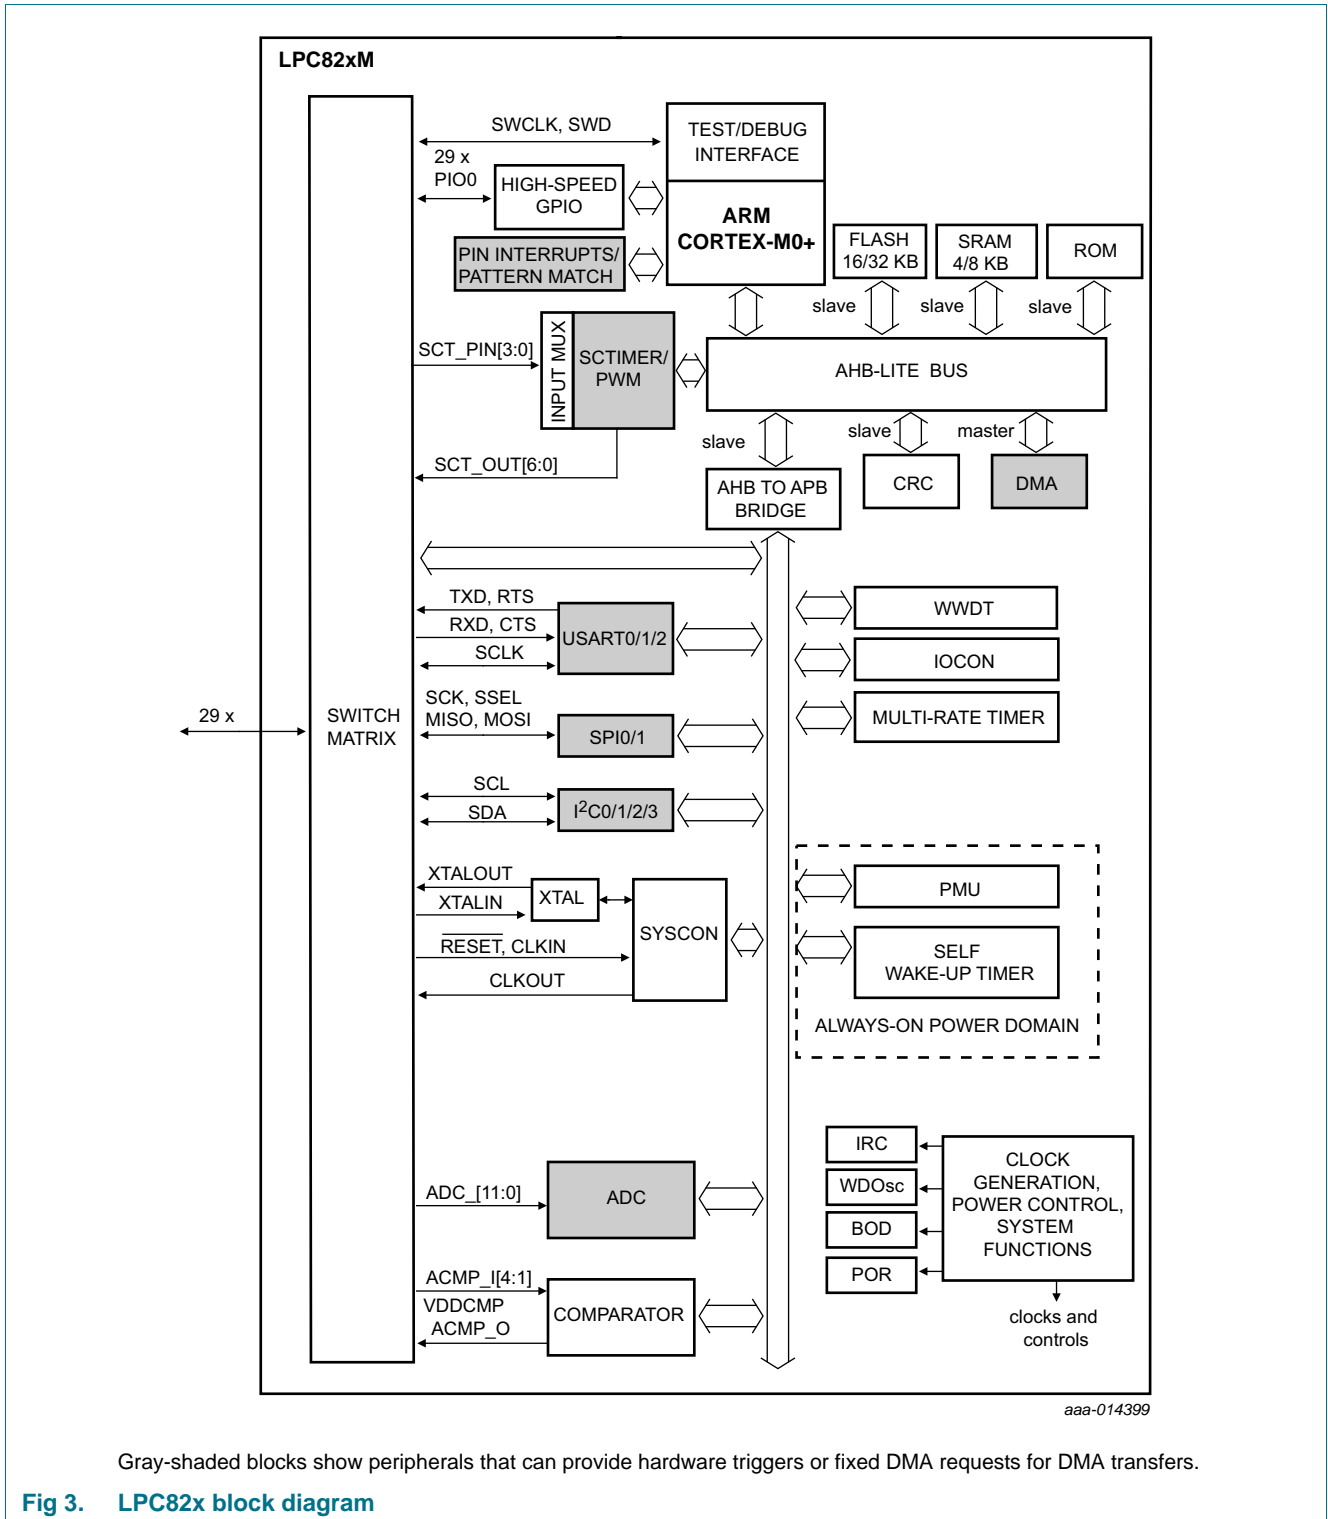 LPC82xM
SWCLK, SWD
TEST/DEBUG
INTERFACE
29 x
PIO0
HIGH-SPEED
GPIO
ARM
CORTEX-M0+
PIN INTERRUPTS/
PATTERN MATCH
FLASH
16/32 KB
SRAM
4/8 KB
ROM
slave
slave
slave
SCT_PIN[3:0]
INPUT MUX
SCTIMER/
PWM
AHB-LITE BUS
SCT_OUT[6:0]
slave
slave
master
AHB TO APB
BRIDGE
CRC
DMA
TXD, RTS
RXD, CTS
SCLK
USART0/1/2
WWDT
IOCON
MULTI-RATE TIMER
29 x
SWITCH
MATRIX
SCK, SSEL
MISO, MOSI
SPI0/1
SCL
SDA
I2C0/1/2/3
XTALOUT
XTALIN
XTAL
RESET, CLKIN
CLKOUT
SYSCON
PMU
SELF
WAKE-UP TIMER
ALWAYS-ON POWER DOMAIN
ADC_[11:0]
ADC
IRC
WDOsc
BOD
POR
CLOCK
GENERATION,
POWER CONTROL,
SYSTEM
FUNCTIONS
clocks and
controls
ACMP_I[4:1]
VDDCMP
ACMP_O
COMPARATOR
aaa-014399
Gray-shaded blocks show peripherals that can provide hardware triggers or fixed DMA requests for DMA transfers.
Fig 3. LPC82x block diagram